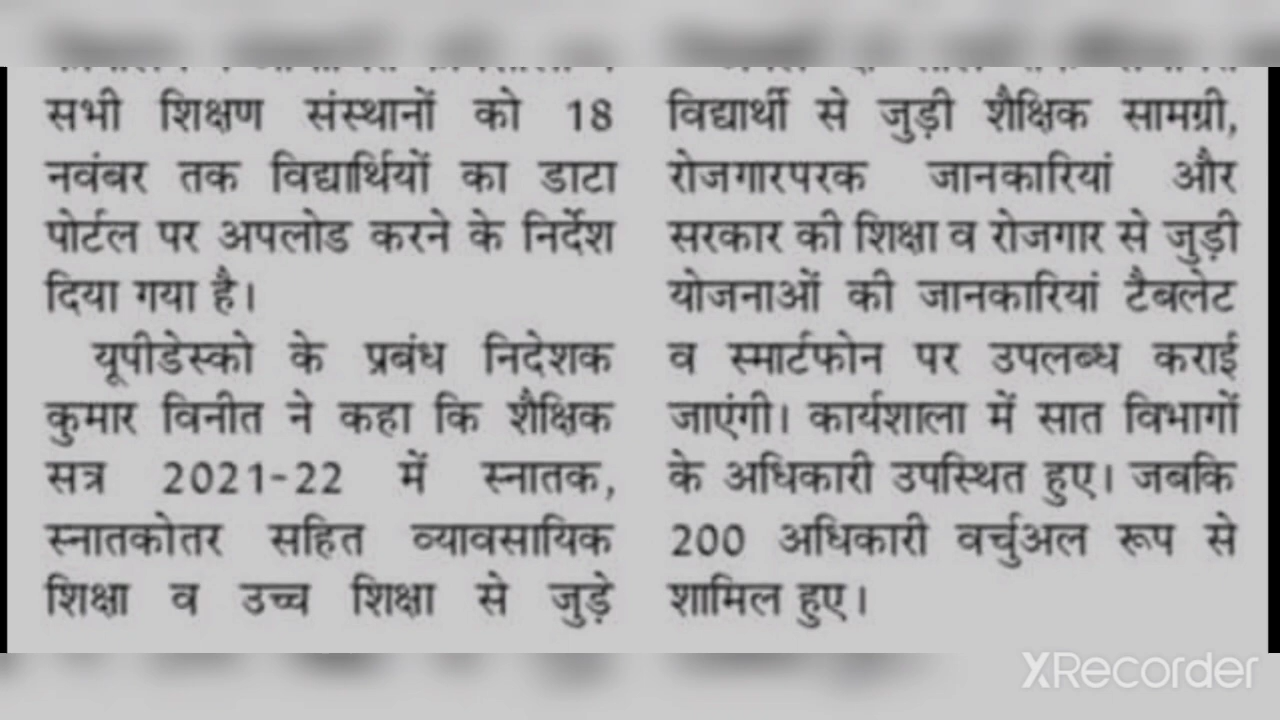 सभी शिक्षण संस्थानों को 18
नवंबर तक विद्यार्थियों का डाटा
पोर्टल पर अपलोड करने के निर्देश
दिया गया है।
यूपीडेस्को के प्रबंध निदेशक
कुमार विनीत ने कहा कि शैक्षिक
सत्र 2021-22 में स्नातक,
स्नातकोतर सहित व्यावसायिक
शिक्षा व उच्च शिक्षा से जुड़े
विद्यार्थी से जुड़ी शैक्षिक सामग्री,
रोजगारपरक जानकारियां और
सरकार की शिक्षा व रोजगार से जुड़ी
योजनाओं की जानकारियां टैबलेट
व स्मार्टफोन पर उपलब्ध कराई
जाएंगी। कार्यशाला में सात विभागों
के अधिकारी उपस्थित हुए। जबकि
200 अधिकारी वर्चुअल रूप से
शामिल हुए।
XRecorder